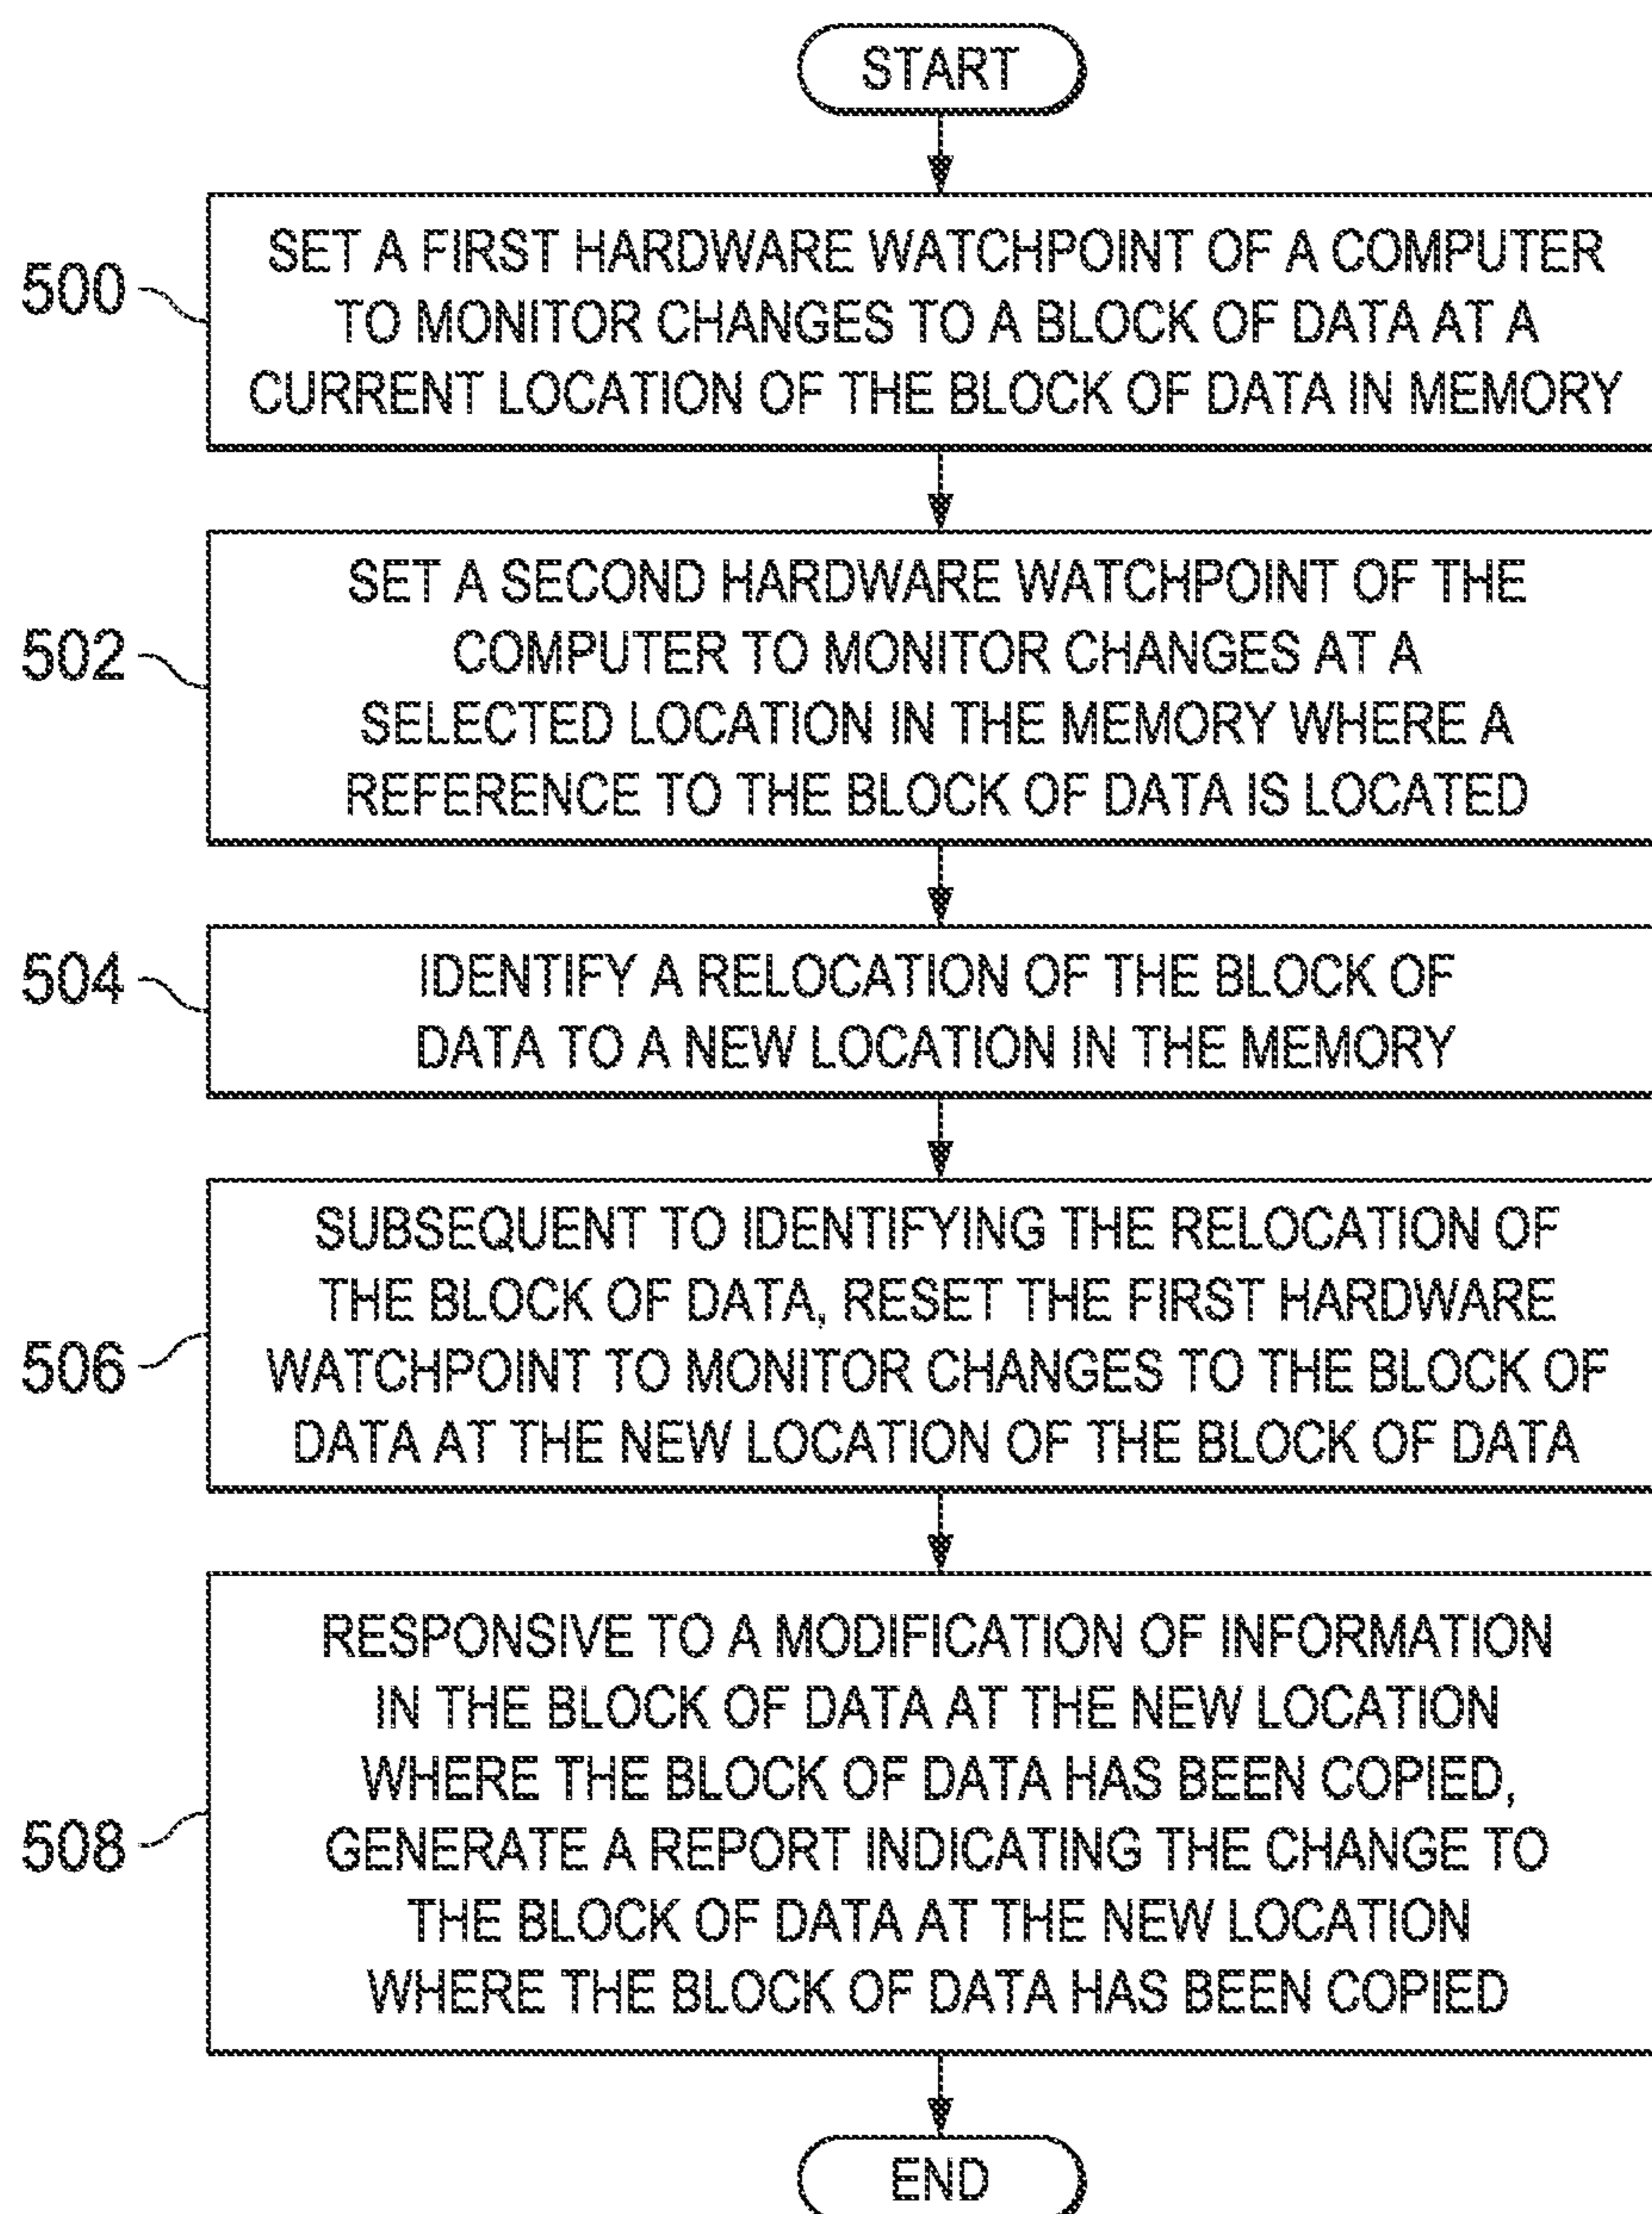 START
500
SET A FIRST HARDWARE WATCHPOINT OF A COMPUTER
TO MONITOR CHANGES TO A BLOCK OF DATA AT A
CURRENT LOCATION OF THE BLOCK OF DATA IN MEMORY
502
SET A SECOND HARDWARE WATCHPOINT OF THE
COMPUTER TO MONITOR CHANGES AT A
SELECTED LOCATION IN THE MEMORY WHERE A
REFERENCE TO THE BLOCK OF DATA IS LOCATED
504
IDENTIFY A RELOCATION OF THE BLOCK OF
DATA TO A NEW LOCATION IN THE MEMORY
506
SUBSEQUENT TO IDENTIFYING THE RELOCATION OF
THE BLOCK OF DATA, RESET THE FIRST HARDWARE
WATCHPOINT TO MONITOR CHANGES TO THE BLOCK OF
DATA AT THE NEW LOCATION OF THE BLOCK OF DATA
508
RESPONSIVE TO A MODIFICATION OF INFORMATION
IN THE BLOCK OF DATA AT THE NEW LOCATION
WHERE THE BLOCK OF DATA HAS BEEN COPIED,
GENERATE A REPORT INDICATING THE CHANGE TO
THE BLOCK OF DATA AT THE NEW LOCATION
WHERE THE BLOCK OF DATA HAS BEEN COPIED
END